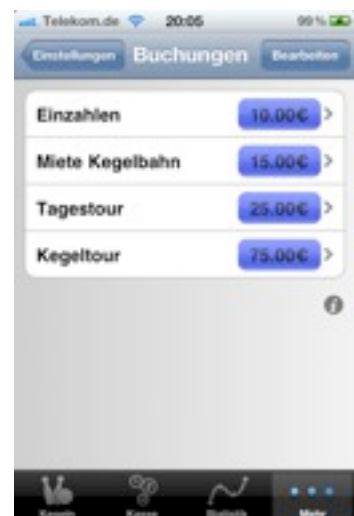 Telekom.de 20:05 99 %
Einstellungen Buchungen Bearbeiten
Einzahlen 10.00€
Miete Kegelbahn 15.00€
Tagestour 25.00€
Kegeltour 75.00€
Kegeln Kasse Statistik Mehr